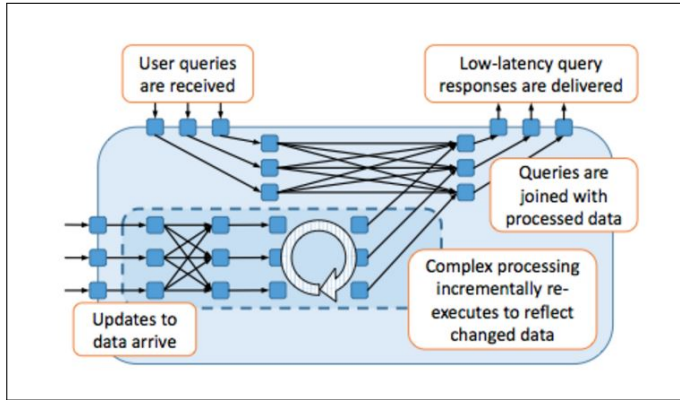 User queries
are received
Low-latency query
responses are delivered
Queries are
joined with
processed data
Updates to
data arrive
Complex processing
incrementally re-
executes to reflect
changed data